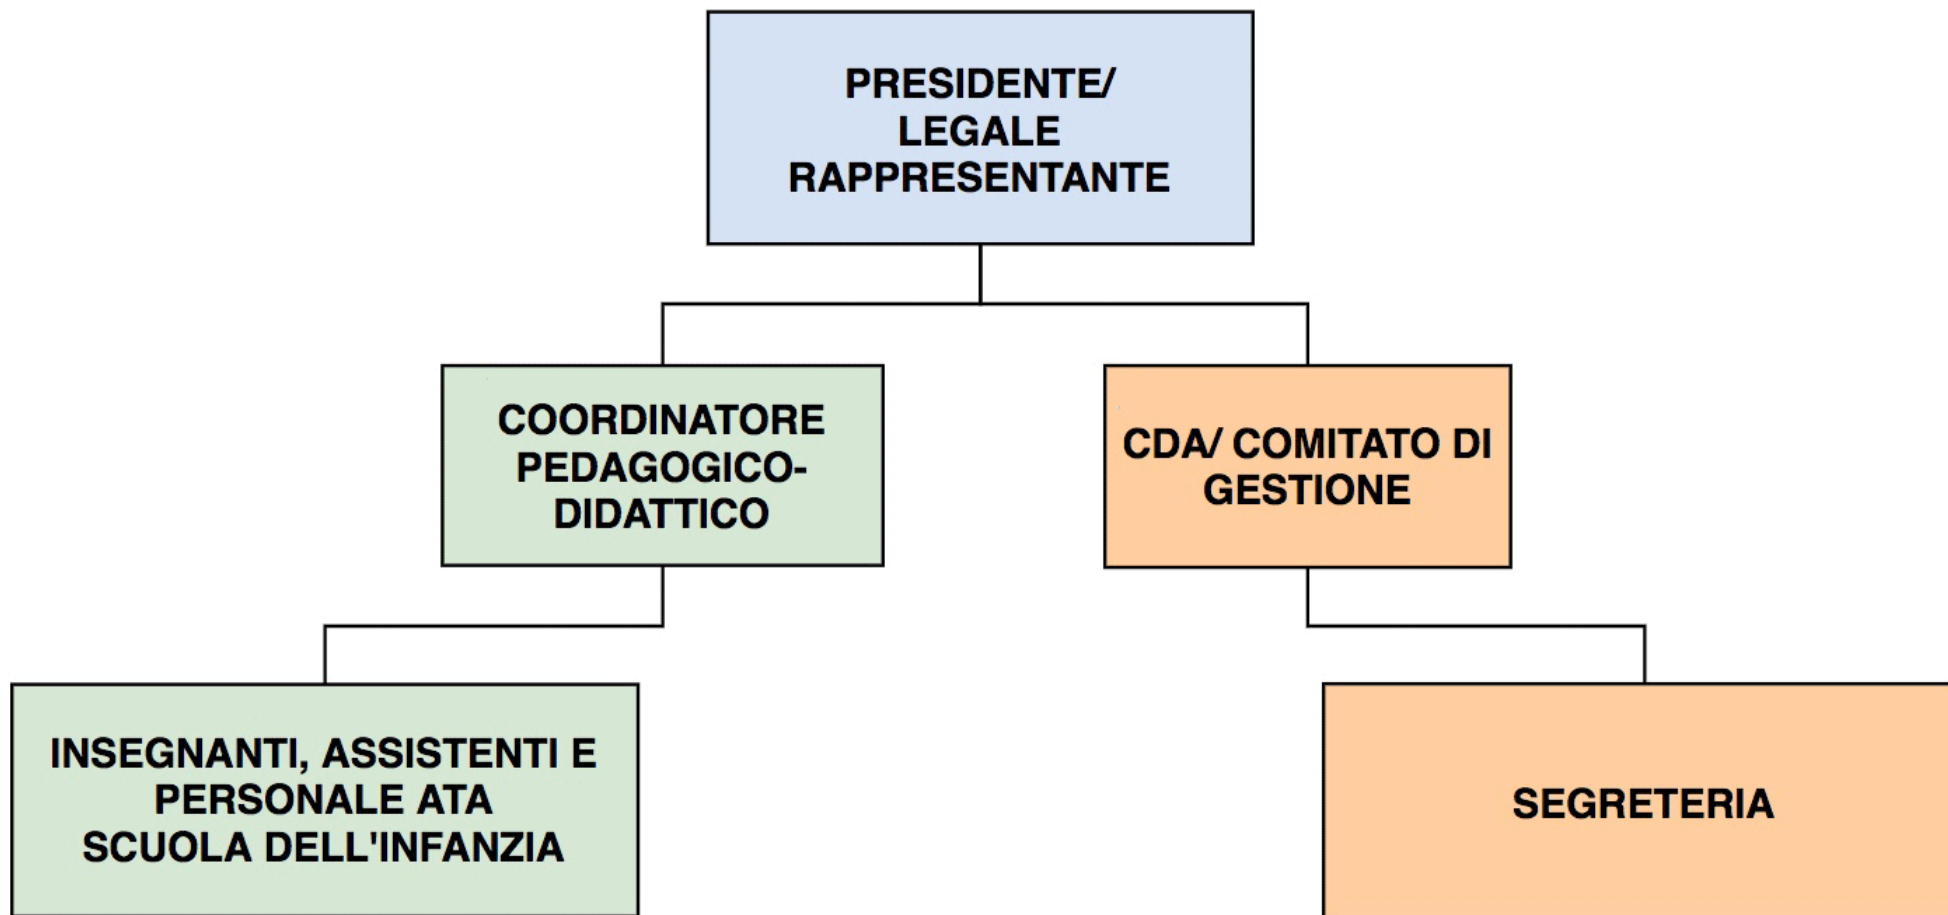 PRESIDENTE/
LEGALE
RAPPRESENTANTE
COORDINATORE
PEDAGOGICO-
DIDATTICO
CDA/ COMITATO DI
GESTIONE
INSEGNANTI, ASSISTENTI E
PERSONALE ATA
SCUOLA DELL'INFANZIA
SEGRETERIA